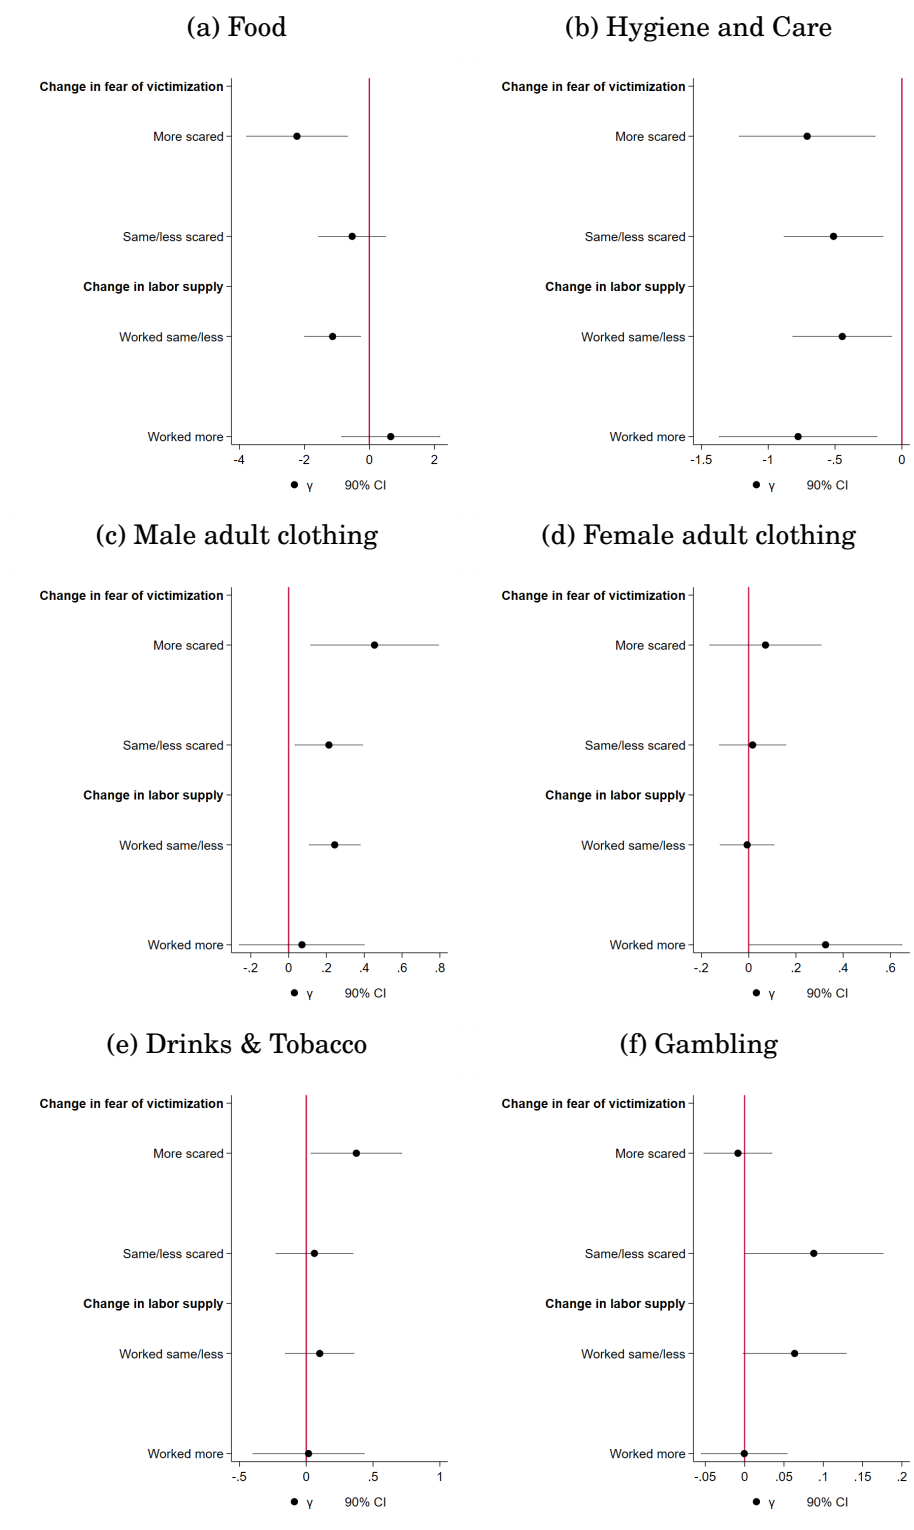 (a) Food
Change in fear of victimization
More scared
Same/less scared
Change in labor supply
Worked same/less
Worked more
-4 -2 0 2
γ 90% CI
(b) Hygiene and Care
Change in fear of victimization
More scared
Same/less scared
Change in labor supply
Worked same/less
Worked more
-1.5 -1 -.5 0
γ 90% CI
(c) Male adult clothing
Change in fear of victimization
More scared
Same/less scared
Change in labor supply
Worked same/less
Worked more
-.2 0 .2 .4 .6 .8
γ 90% CI
(d) Female adult clothing
Change in fear of victimization
More scared
Same/less scared
Change in labor supply
Worked same/less
Worked more
-.2 0 .2 .4 .6
γ 90% CI
(e) Drinks & Tobacco
Change in fear of victimization
More scared
Same/less scared
Change in labor supply
Worked same/less
Worked more
-.5 0 .5 1
γ 90% CI
(f) Gambling
Change in fear of victimization
More scared
Same/less scared
Change in labor supply
Worked same/less
Worked more
-.05 0 .05 .1 .15 .2
γ 90% CI